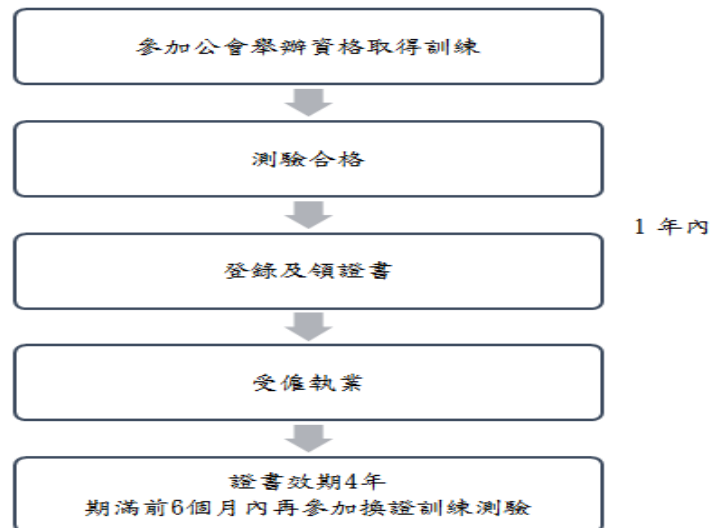 參加公會舉辦資格取得訓練
測驗合格
1 年內
登錄及領證書
受僱執業
證書效期4年
期滿前6個月內再參加換證訓練測驗